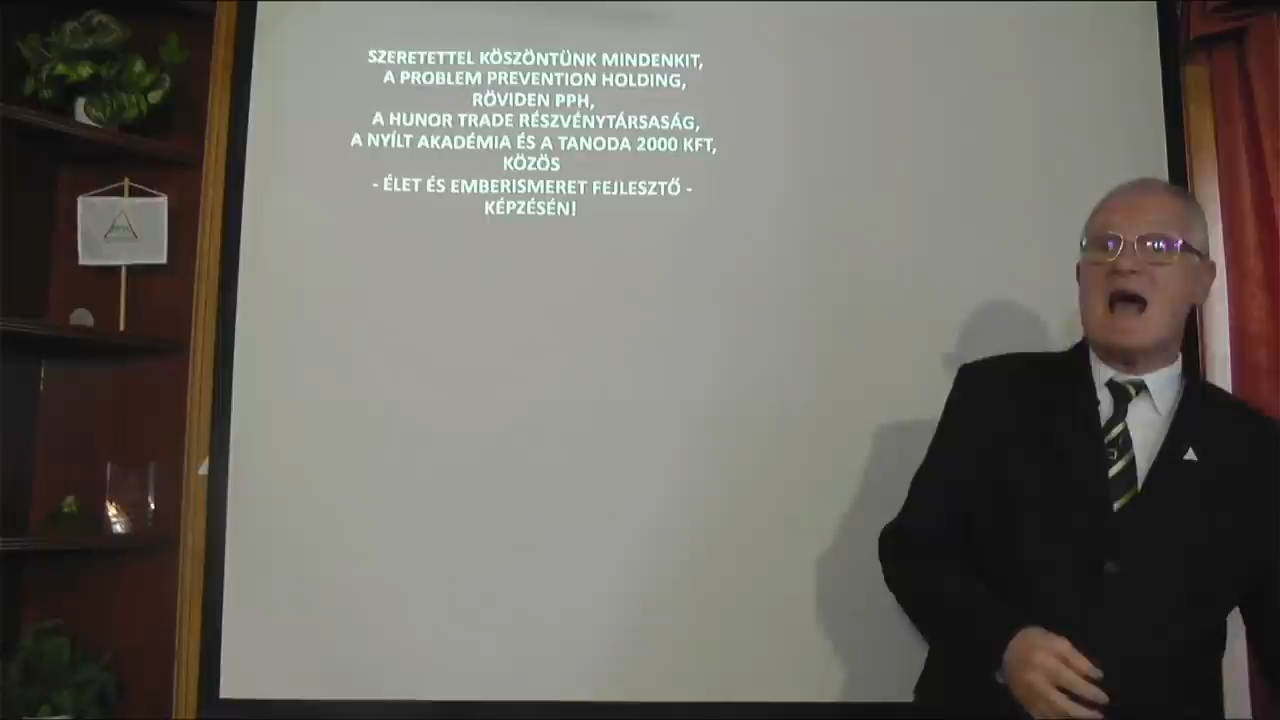 SZERETETTEL KÖSZÖNTÜNK MINDENKIT,
A PROBLEM PREVENTION HOLDING,
RÖVIDEN PPH,
A HUNOR TRADE RÉSZVÉNYTÁRSASÁG,
A NYÍLT AKADÉMIA ÉS A TANODA 2000 KFT,
KÖZÖS
- ÉLET ÉS EMBERISMERET FEJLESZTŐ -
KÉPZÉSÉN!